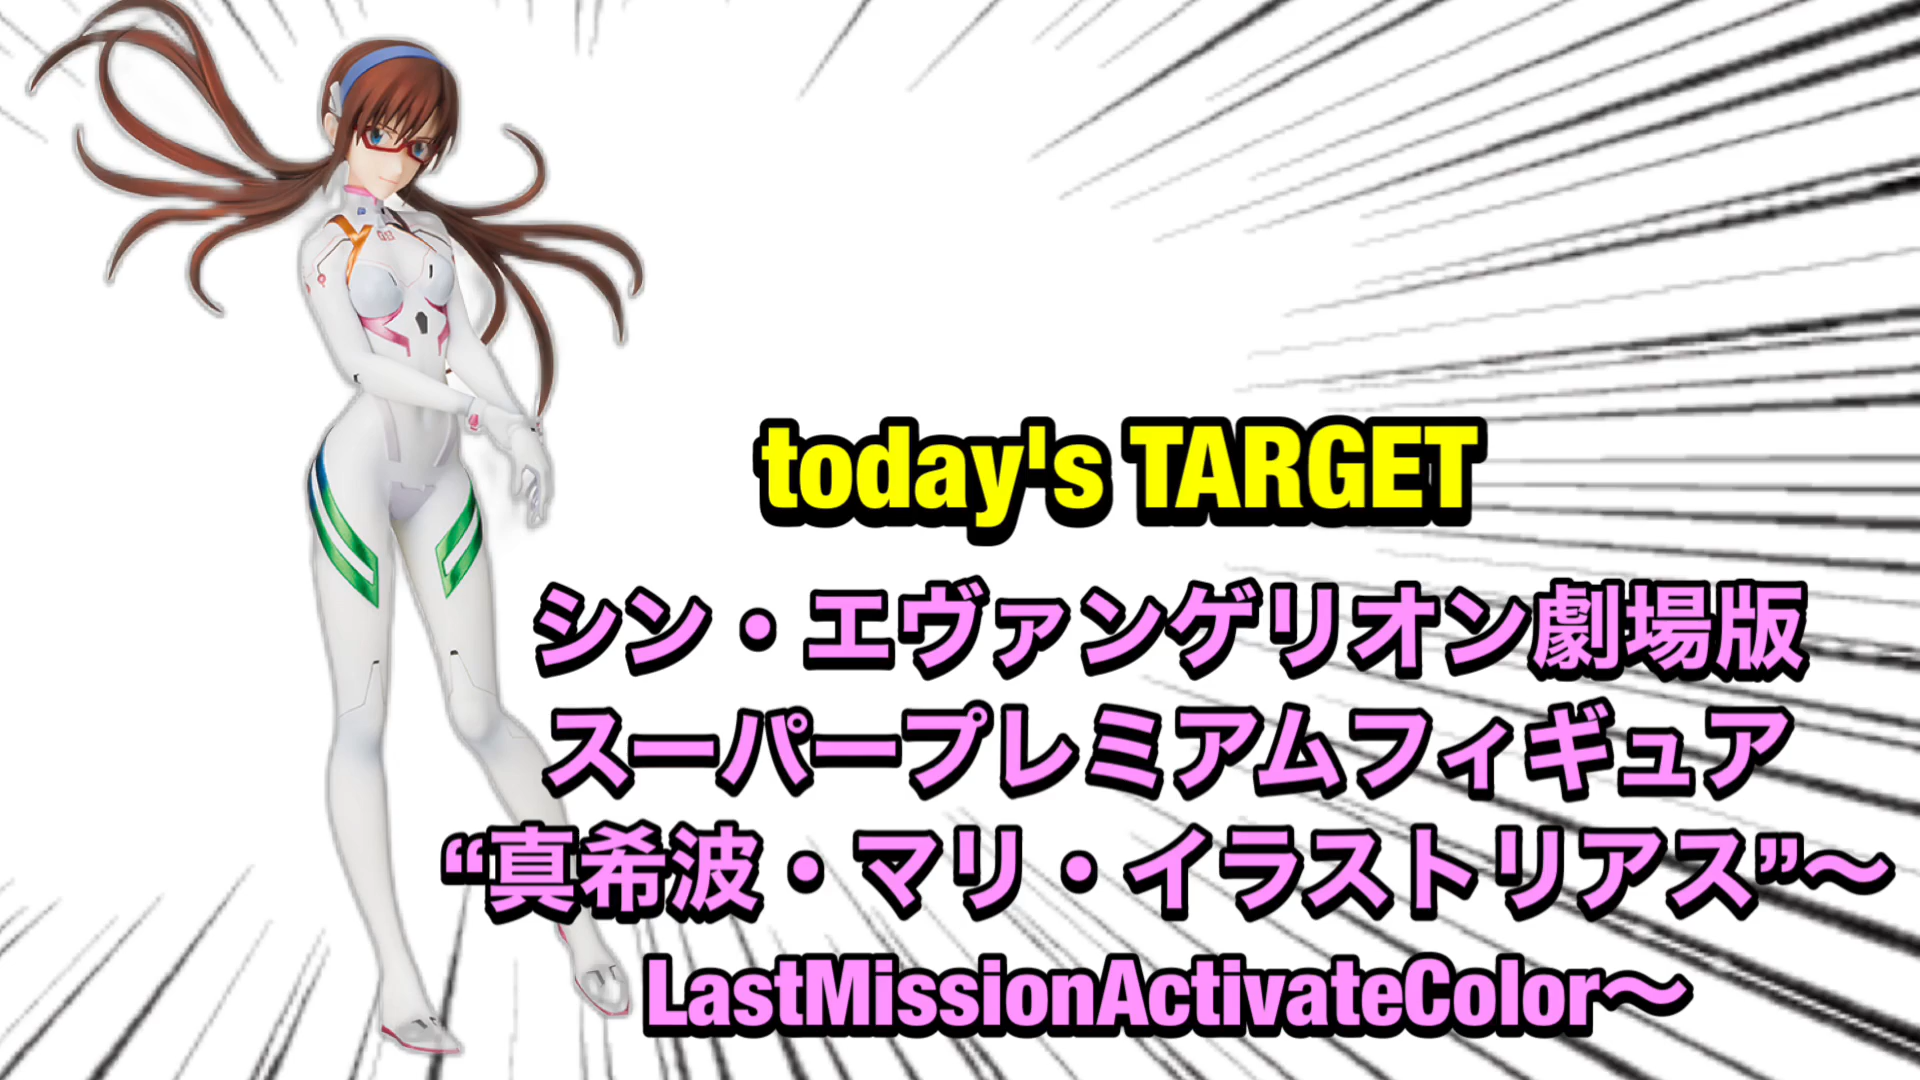 today's TARGET
シン・エヴァンゲリオン劇場版
スーパープレミアムフィギュア
“真希波・マリ・イラストリアス”〜
LastMissionActivateColor〜